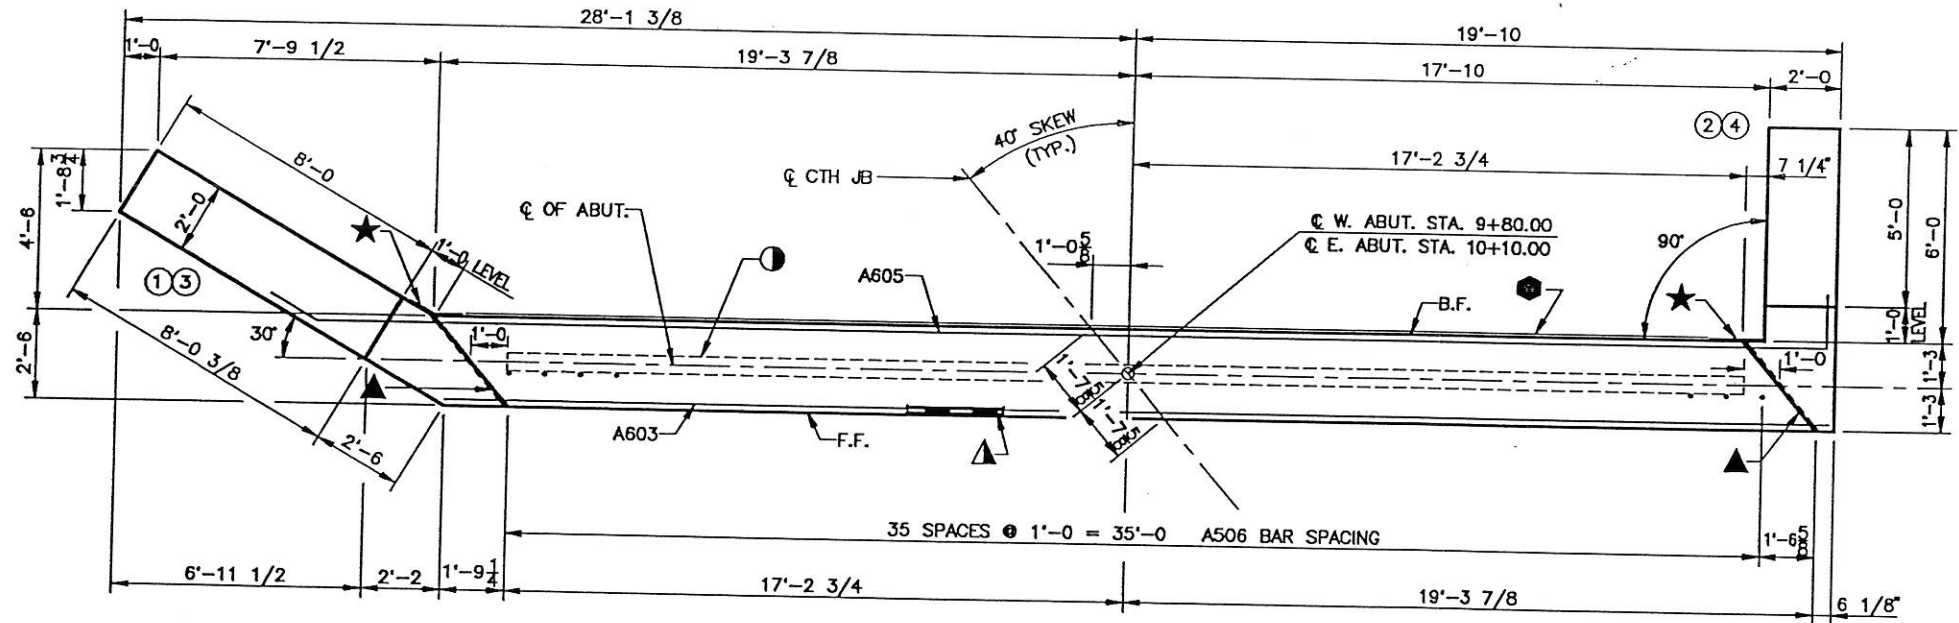 28'-1 3/8
19'-10
1'-0
7'-9 1/2
19'-3 7/8
17'-10
2'-0
40° SKEW
(TYP.)
2 4
8'-0
1'-8 3/4
4'-6
2'-0
℄ CTH JB
17'-2 3/4
7 1/4"
℄ OF ABUT.
1'-0 LEVEL
1'-0 5/8
℄ W. ABUT. STA. 9+80.00
℄ E. ABUT. STA. 10+10.00
90°
5'-0
6'-0
1 3
A605
B.F.
1'-0
LEVEL
30°
1'-0
2'-6
8'-0 3/8
1'-7 5/8
1'-7 5/8
1'-0
1'-3
1'-3
2'-6
A603
F.F.
35 SPACES @ 1'-0 = 35'-0 A506 BAR SPACING
1'-6 5/8
6'-11 1/2
2'-2
1'-9 1/4
17'-2 3/4
19'-3 7/8
6 1/8"